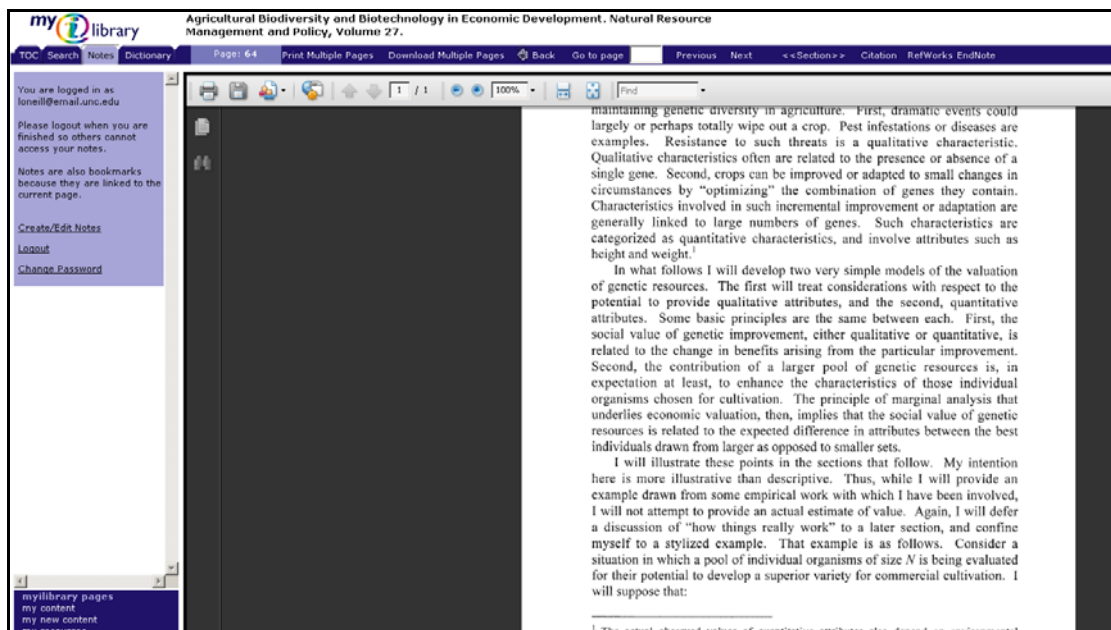 my i library
Agricultural Biodiversity and Biotechnology in Economic Development. Natural Resource
Management and Policy, Volume 27.
TOC Search Notes Dictionary Page: 64 Print Multiple Pages Download Multiple Pages Back Go to page Previous Next <<Section>> Citation RefWorks EndNote
You are logged in as
loneill@email.unc.edu
Please logout when you are
finished so others cannot
access your notes.
Notes are also bookmarks
because they are linked to the
current page.
Create/Edit Notes
Logout
Change Password
myilibrary pages
my content
my new content
my resources
1 / 1 100% Find
maintaining genetic diversity in agriculture. First, dramatic events could
largely or perhaps totally wipe out a crop. Pest infestations or diseases are
examples. Resistance to such threats is a qualitative characteristic.
Qualitative characteristics often are related to the presence or absence of a
single gene. Second, crops can be improved or adapted to small changes in
circumstances by “optimizing” the combination of genes they contain.
Characteristics involved in such incremental improvement or adaptation are
generally linked to large numbers of genes. Such characteristics are
categorized as quantitative characteristics, and involve attributes such as
height and weight.1
In what follows I will develop two very simple models of the valuation
of genetic resources. The first will treat considerations with respect to the
potential to provide qualitative attributes, and the second, quantitative
attributes. Some basic principles are the same between each. First, the
social value of genetic improvement, either qualitative or quantitative, is
related to the change in benefits arising from the particular improvement.
Second, the contribution of a larger pool of genetic resources is, in
expectation at least, to enhance the characteristics of those individual
organisms chosen for cultivation. The principle of marginal analysis that
underlies economic valuation, then, implies that the social value of genetic
resources is related to the expected difference in attributes between the best
individuals drawn from larger as opposed to smaller sets.
I will illustrate these points in the sections that follow. My intention
here is more illustrative than descriptive. Thus, while I will provide an
example drawn from some empirical work with which I have been involved,
I will not attempt to provide an actual estimate of value. Again, I will defer
a discussion of “how things really work” to a later section, and confine
myself to a stylized example. That example is as follows. Consider a
situation in which a pool of individual organisms of size N is being evaluated
for their potential to develop a superior variety for commercial cultivation. I
will suppose that: